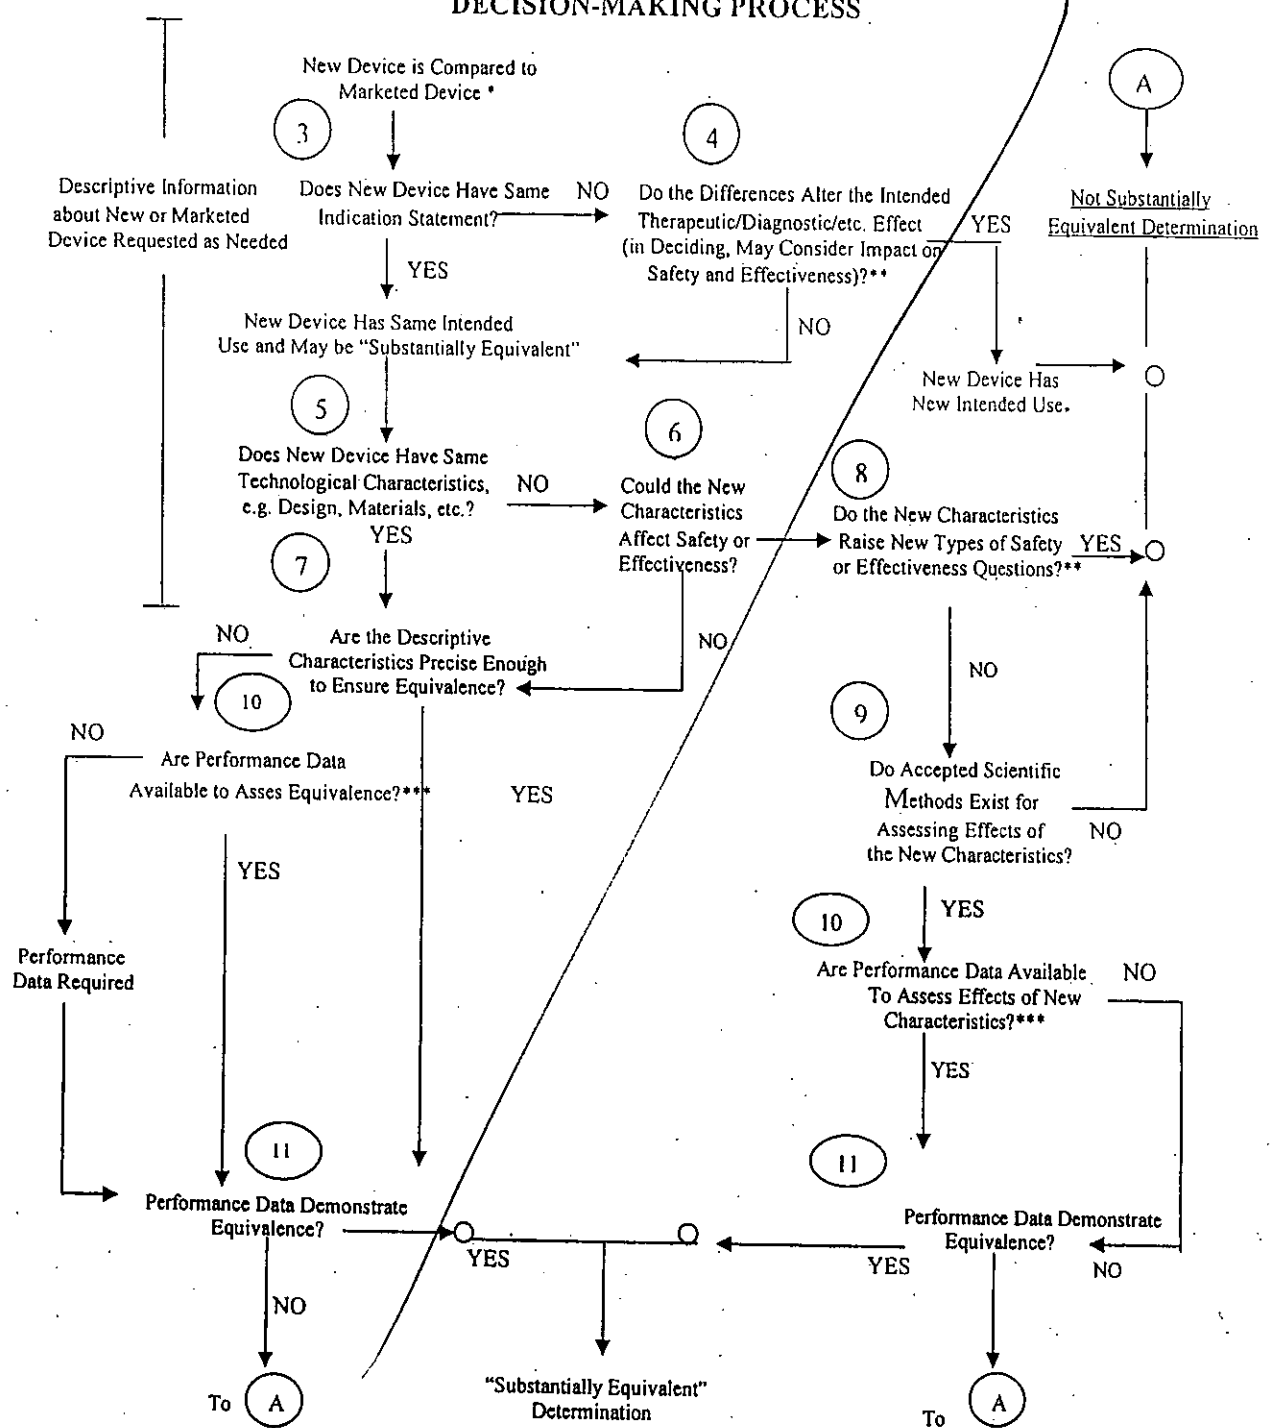 DECISION-MAKING PROCESS
New Device is Compared to
Marketed Device *
A
3
4
Descriptive Information
about New or Marketed
Device Requested as Needed
Does New Device Have Same
Indication Statement?
NO
Do the Differences Alter the Intended
Therapeutic/Diagnostic/etc. Effect
(in Deciding, May Consider Impact on
Safety and Effectiveness)?**
YES
Not Substantially
Equivalent Determination
YES
NO
New Device Has Same Intended
Use and May be “Substantially Equivalent”
New Device Has
New Intended Use.
5
6
8
Does New Device Have Same
Technological Characteristics,
e.g. Design, Materials, etc.?
NO
Could the New
Characteristics
Affect Safety or
Effectiveness?
Do the New Characteristics
Raise New Types of Safety
or Effectiveness Questions?**
YES
YES
7
NO
Are the Descriptive
Characteristics Precise Enough
to Ensure Equivalence?
NO
NO
10
9
NO
Are Performance Data
Available to Asses Equivalence?***
YES
Do Accepted Scientific
Methods Exist for
Assessing Effects of
the New Characteristics?
NO
YES
10
YES
Performance
Data Required
Are Performance Data Available
To Assess Effects of New
Characteristics?***
NO
YES
11
11
Performance Data Demonstrate
Equivalence?
YES
Performance Data Demonstrate
Equivalence?
YES
NO
NO
To
A
“Substantially Equivalent”
Determination
To
A